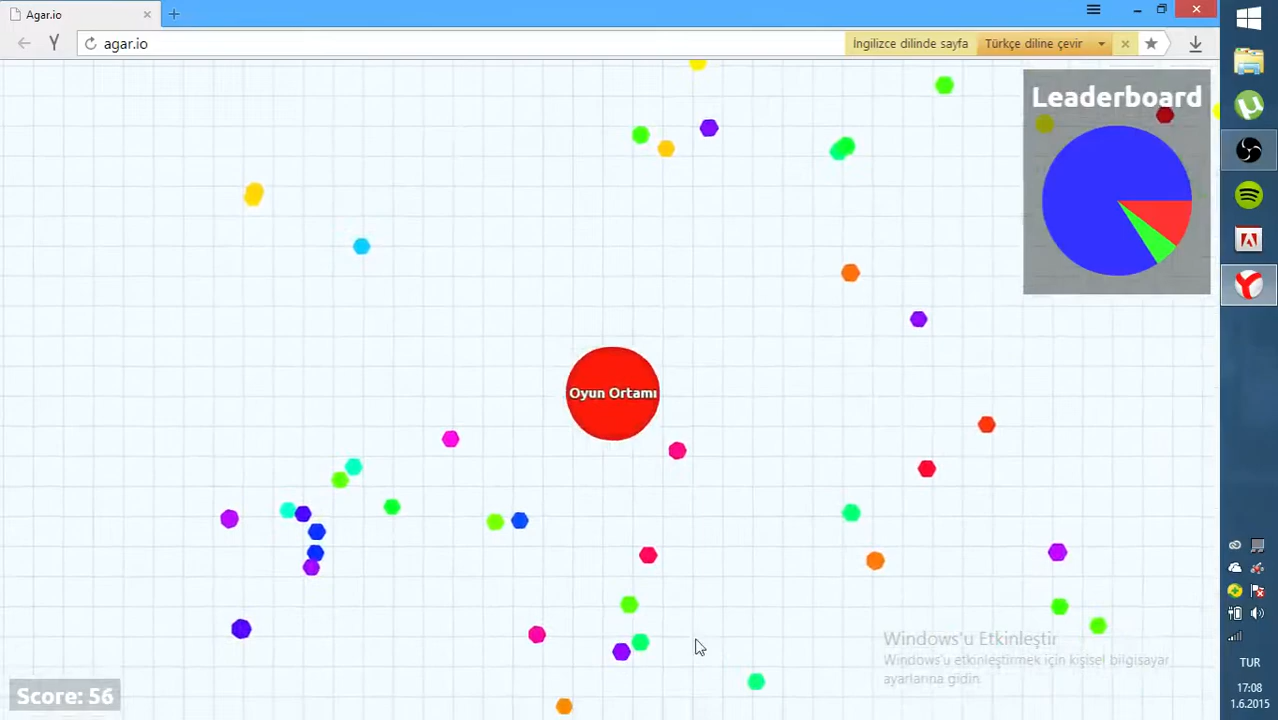 Agar.io
agar.io
İngilizce dilinde sayfa
Türkçe diline çevir
Leaderboard
Oyun Ortamı
Windows'u Etkinleştir
Windows'u etkinleştirmek için kişisel bilgisayar
ayarlarına gidin.
Score: 56
TUR
17:08
1.6.2015